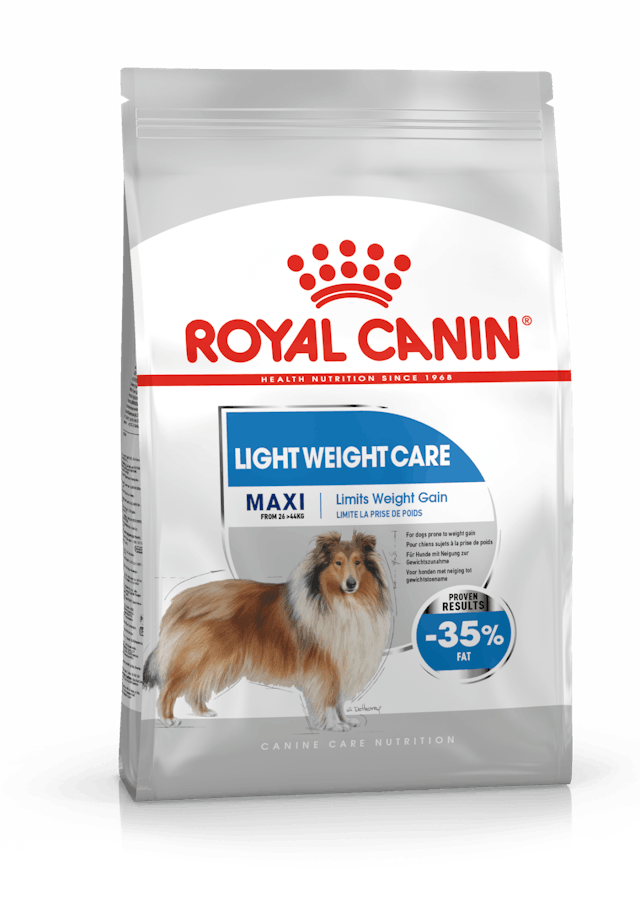 ROYAL CANIN®
HEALTH NUTRITION SINCE 1968
LIGHT WEIGHT CARE
MAXI
FROM 26 >44KG
Limits Weight Gain
LIMITE LA PRISE DE POIDS
For dogs prone to weight gain
Pour chiens sujets à la prise de poids
Für Hunde mit Neigung zur
Gewichtszunahme
Voor honden met neiging tot
gewichtstoename
PROVEN
RESULTS
-35%
FAT
CANINE CARE NUTRITION